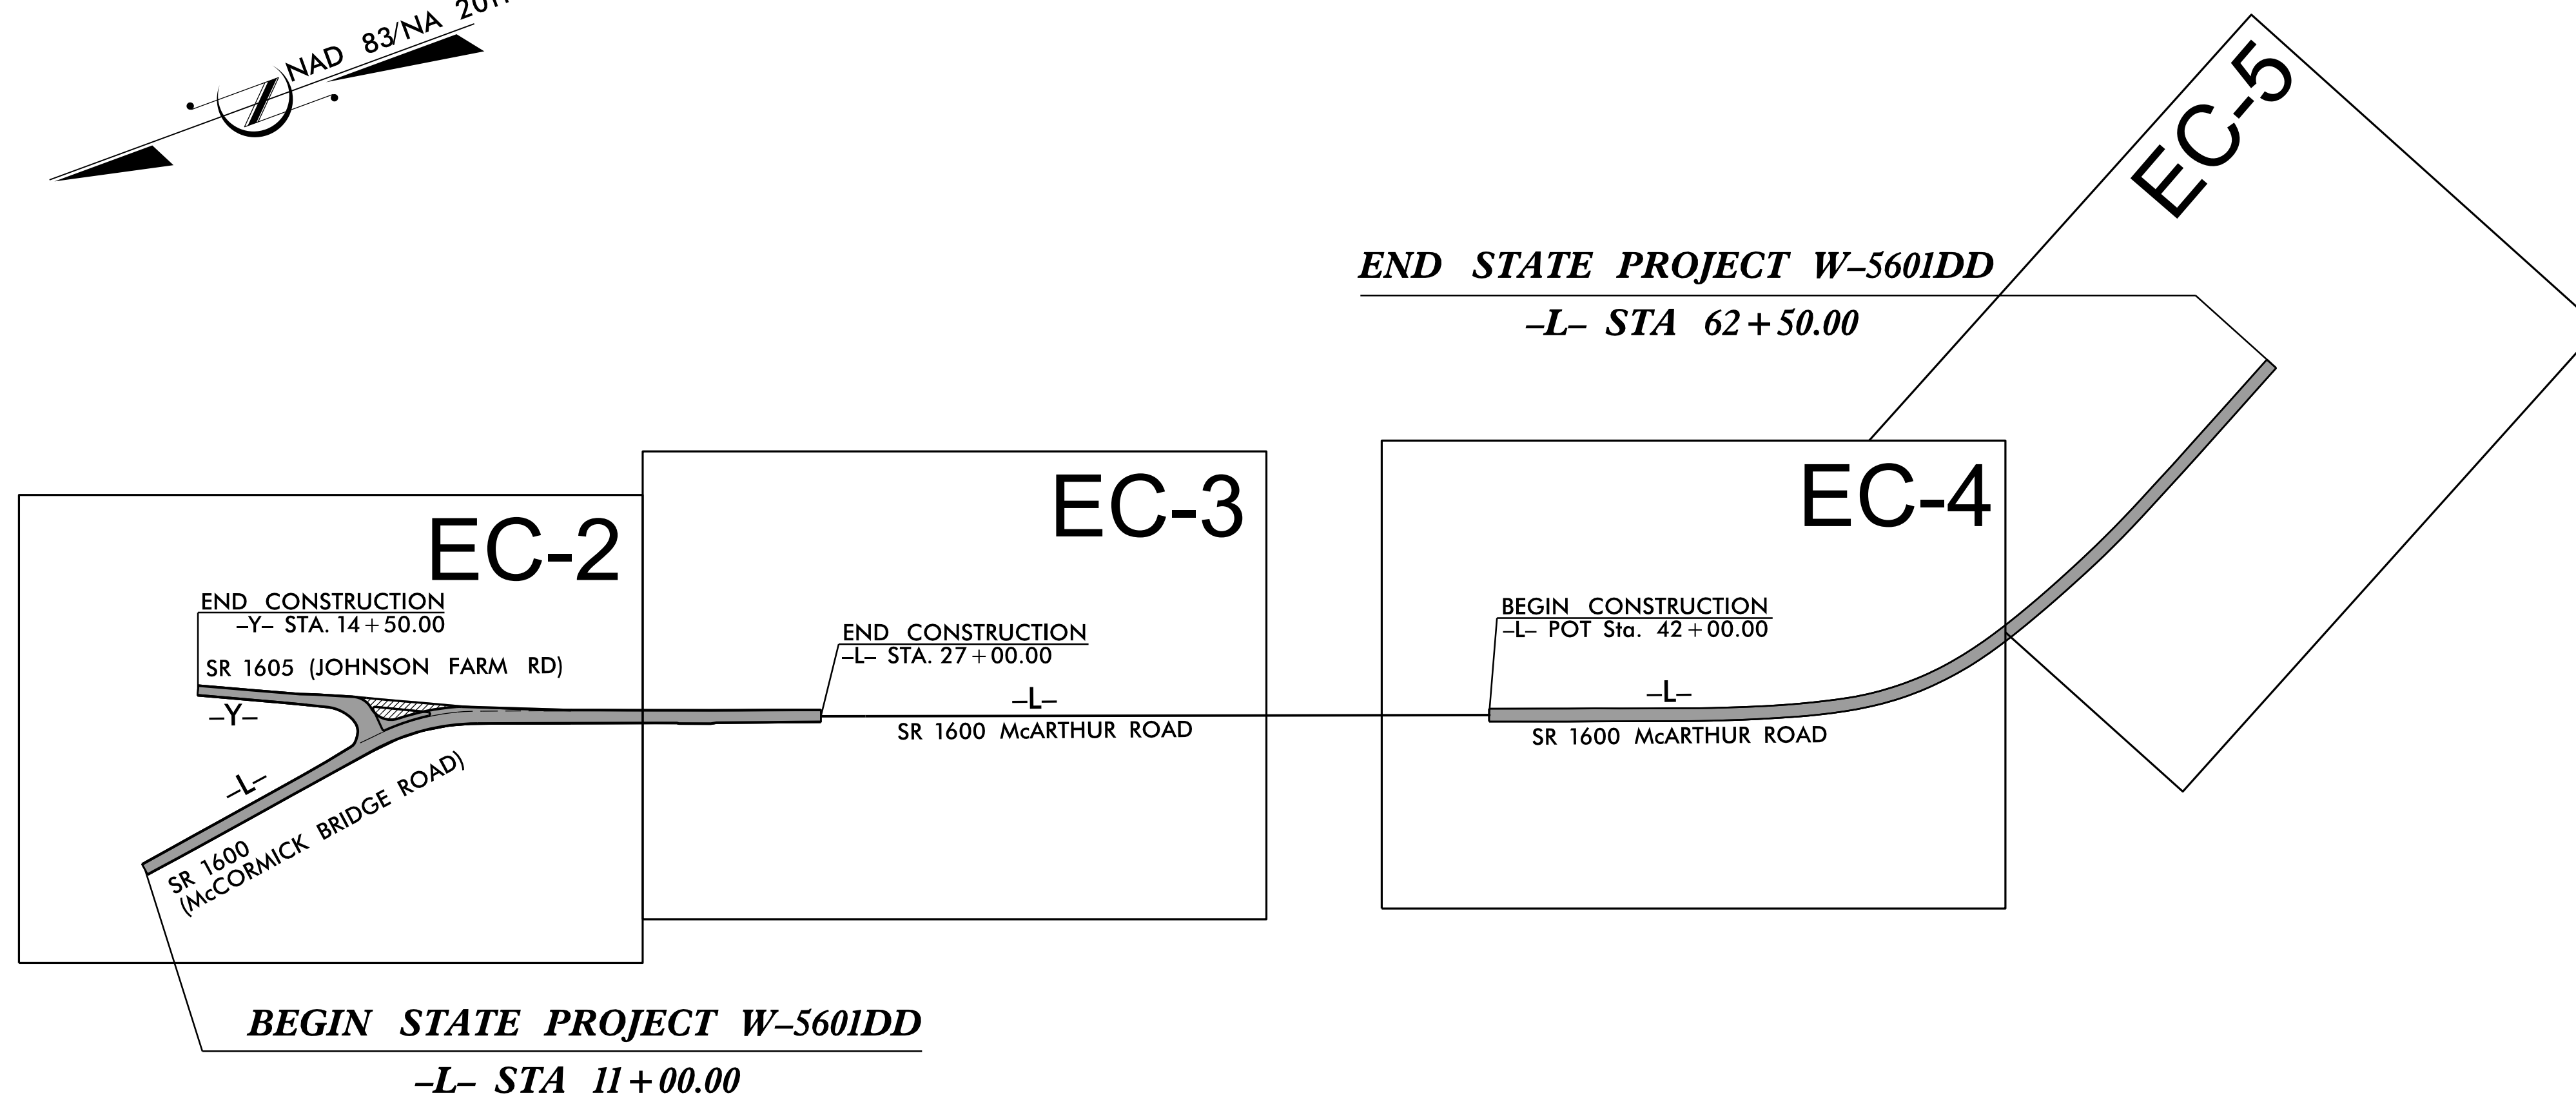 NAD 83/NA
EC-5
END STATE PROJECT W–5601DD
–L– STA 62+50.00
EC-2
EC-3
EC-4
END CONSTRUCTION
–Y– STA. 14+50.00
SR 1605 (JOHNSON FARM RD)
–Y–
END CONSTRUCTION
–L– STA. 27+00.00
–L–
SR 1600 McARTHUR ROAD
BEGIN CONSTRUCTION
–L– POT Sta. 42+00.00
–L–
SR 1600 McARTHUR ROAD
–L–
SR 1600
(McCORMICK BRIDGE ROAD)
BEGIN STATE PROJECT W–5601DD
–L– STA 11+00.00